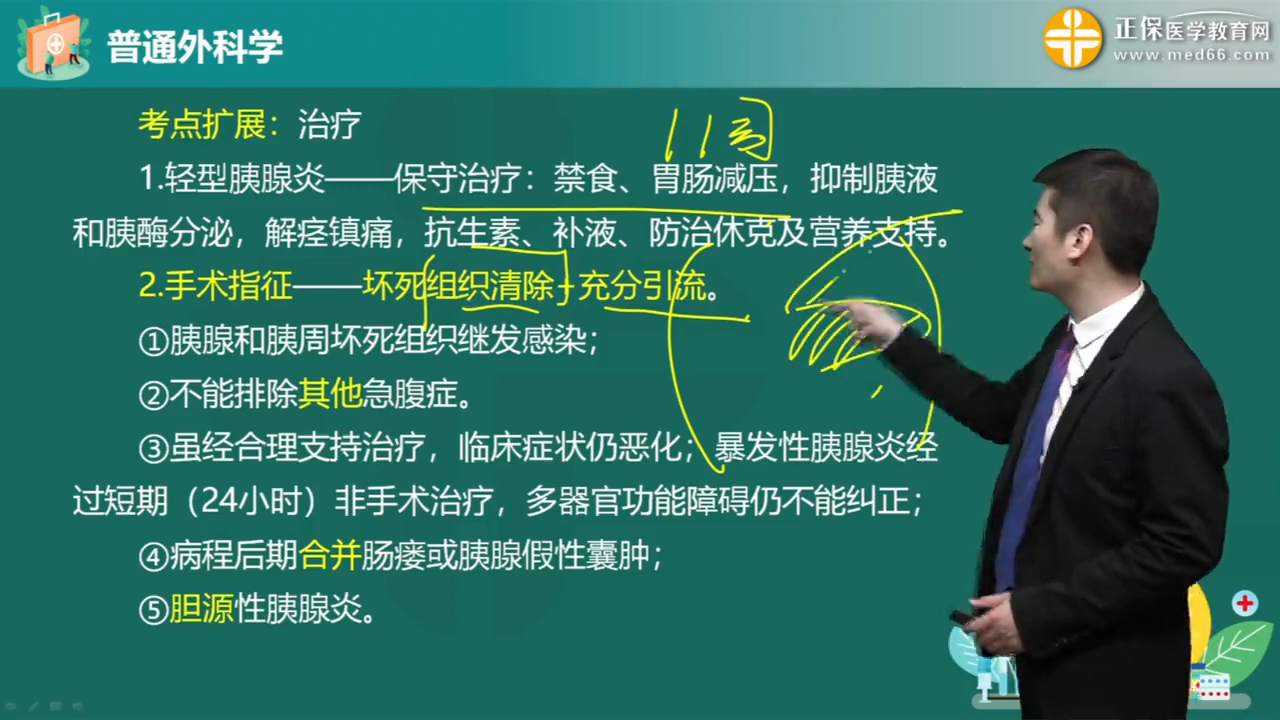 普通外科学
正保医学教育网
www.med66.com
考点扩展：治疗
1.轻型胰腺炎——保守治疗：禁食、胃肠减压，抑制胰液
和胰酶分泌，解痉镇痛，抗生素、补液、防治休克及营养支持。
2.手术指征——坏死组织清除+充分引流。
①胰腺和胰周坏死组织继发感染；
②不能排除其他急腹症。
③虽经合理支持治疗，临床症状仍恶化；暴发性胰腺炎经
过短期（24小时）非手术治疗，多器官功能障碍仍不能纠正；
④病程后期合并肠瘘或胰腺假性囊肿；
⑤胆源性胰腺炎。